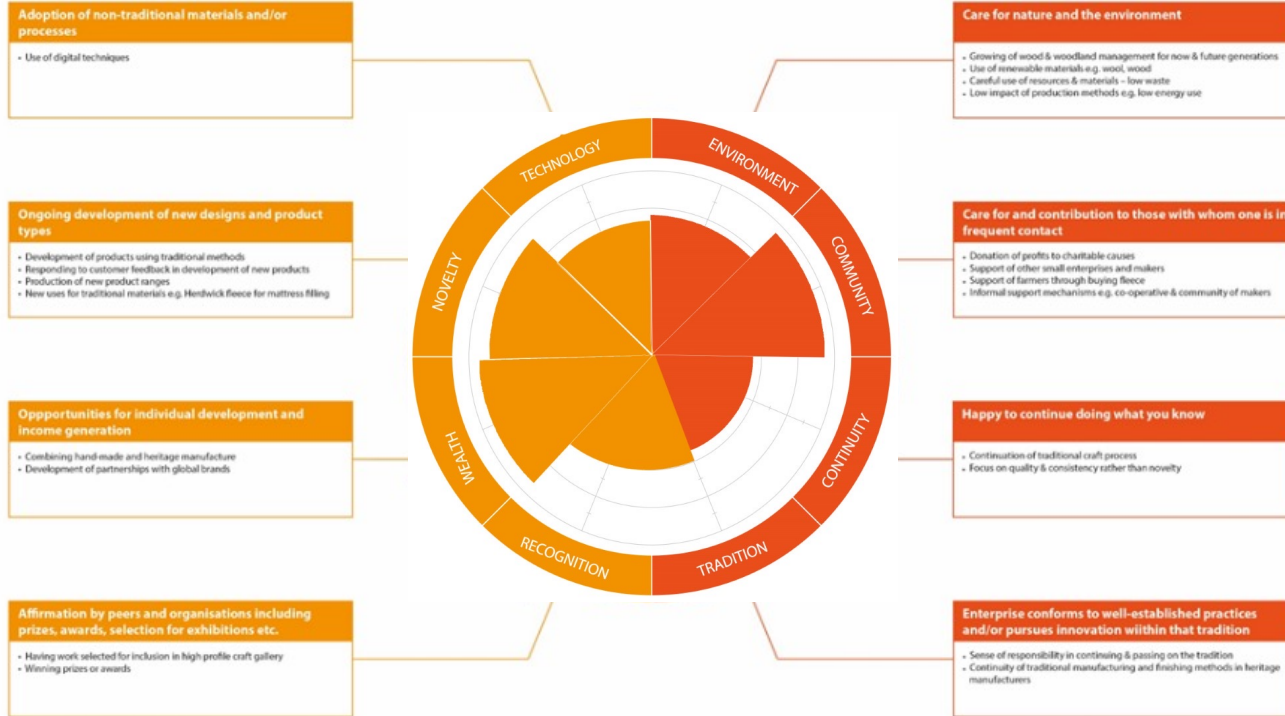 Adoption of non-traditional materials and/or
processes
• Use of digital techniques
Ongoing development of new designs and product
types
• Development of products using traditional methods
• Responding to customer feedback in development of new products
• Production of new product ranges
• New uses for traditional materials e.g. Herdwick fleece for mattress filling
Oppportunities for individual development and
income generation
• Combining hand-made and heritage manufacture
• Development of partnerships with global brands
Affirmation by peers and organisations including
prizes, awards, selection for exhibitions etc.
• Having work selected for inclusion in high profile craft gallery
• Winning prizes or awards
TECHNOLOGY
ENVIRONMENT
NOVELTY
COMMUNITY
WEALTH
CONTINUITY
RECOGNITION
TRADITION
Care for nature and the environment
• Growing of wood & woodland management for now & future generations
• Use of renewable materials e.g. wool, wood
• Careful use of resources & materials – low waste
• Low impact of production methods e.g. low energy use
Care for and contribution to those with whom one is in
frequent contact
• Donation of profits to charitable causes
• Support of other small enterprises and makers
• Support of farmers through buying fleece
• Informal support mechanisms e.g. co-operative & community of makers
Happy to continue doing what you know
• Continuation of traditional craft process
• Focus on quality & consistency rather than novelty
Enterprise conforms to well-established practices
and/or pursues innovation wiithin that tradition
• Sense of responsibility in continuing & passing on the tradition
• Continuity of traditional manufacturing and finishing methods in heritage
manufacturers